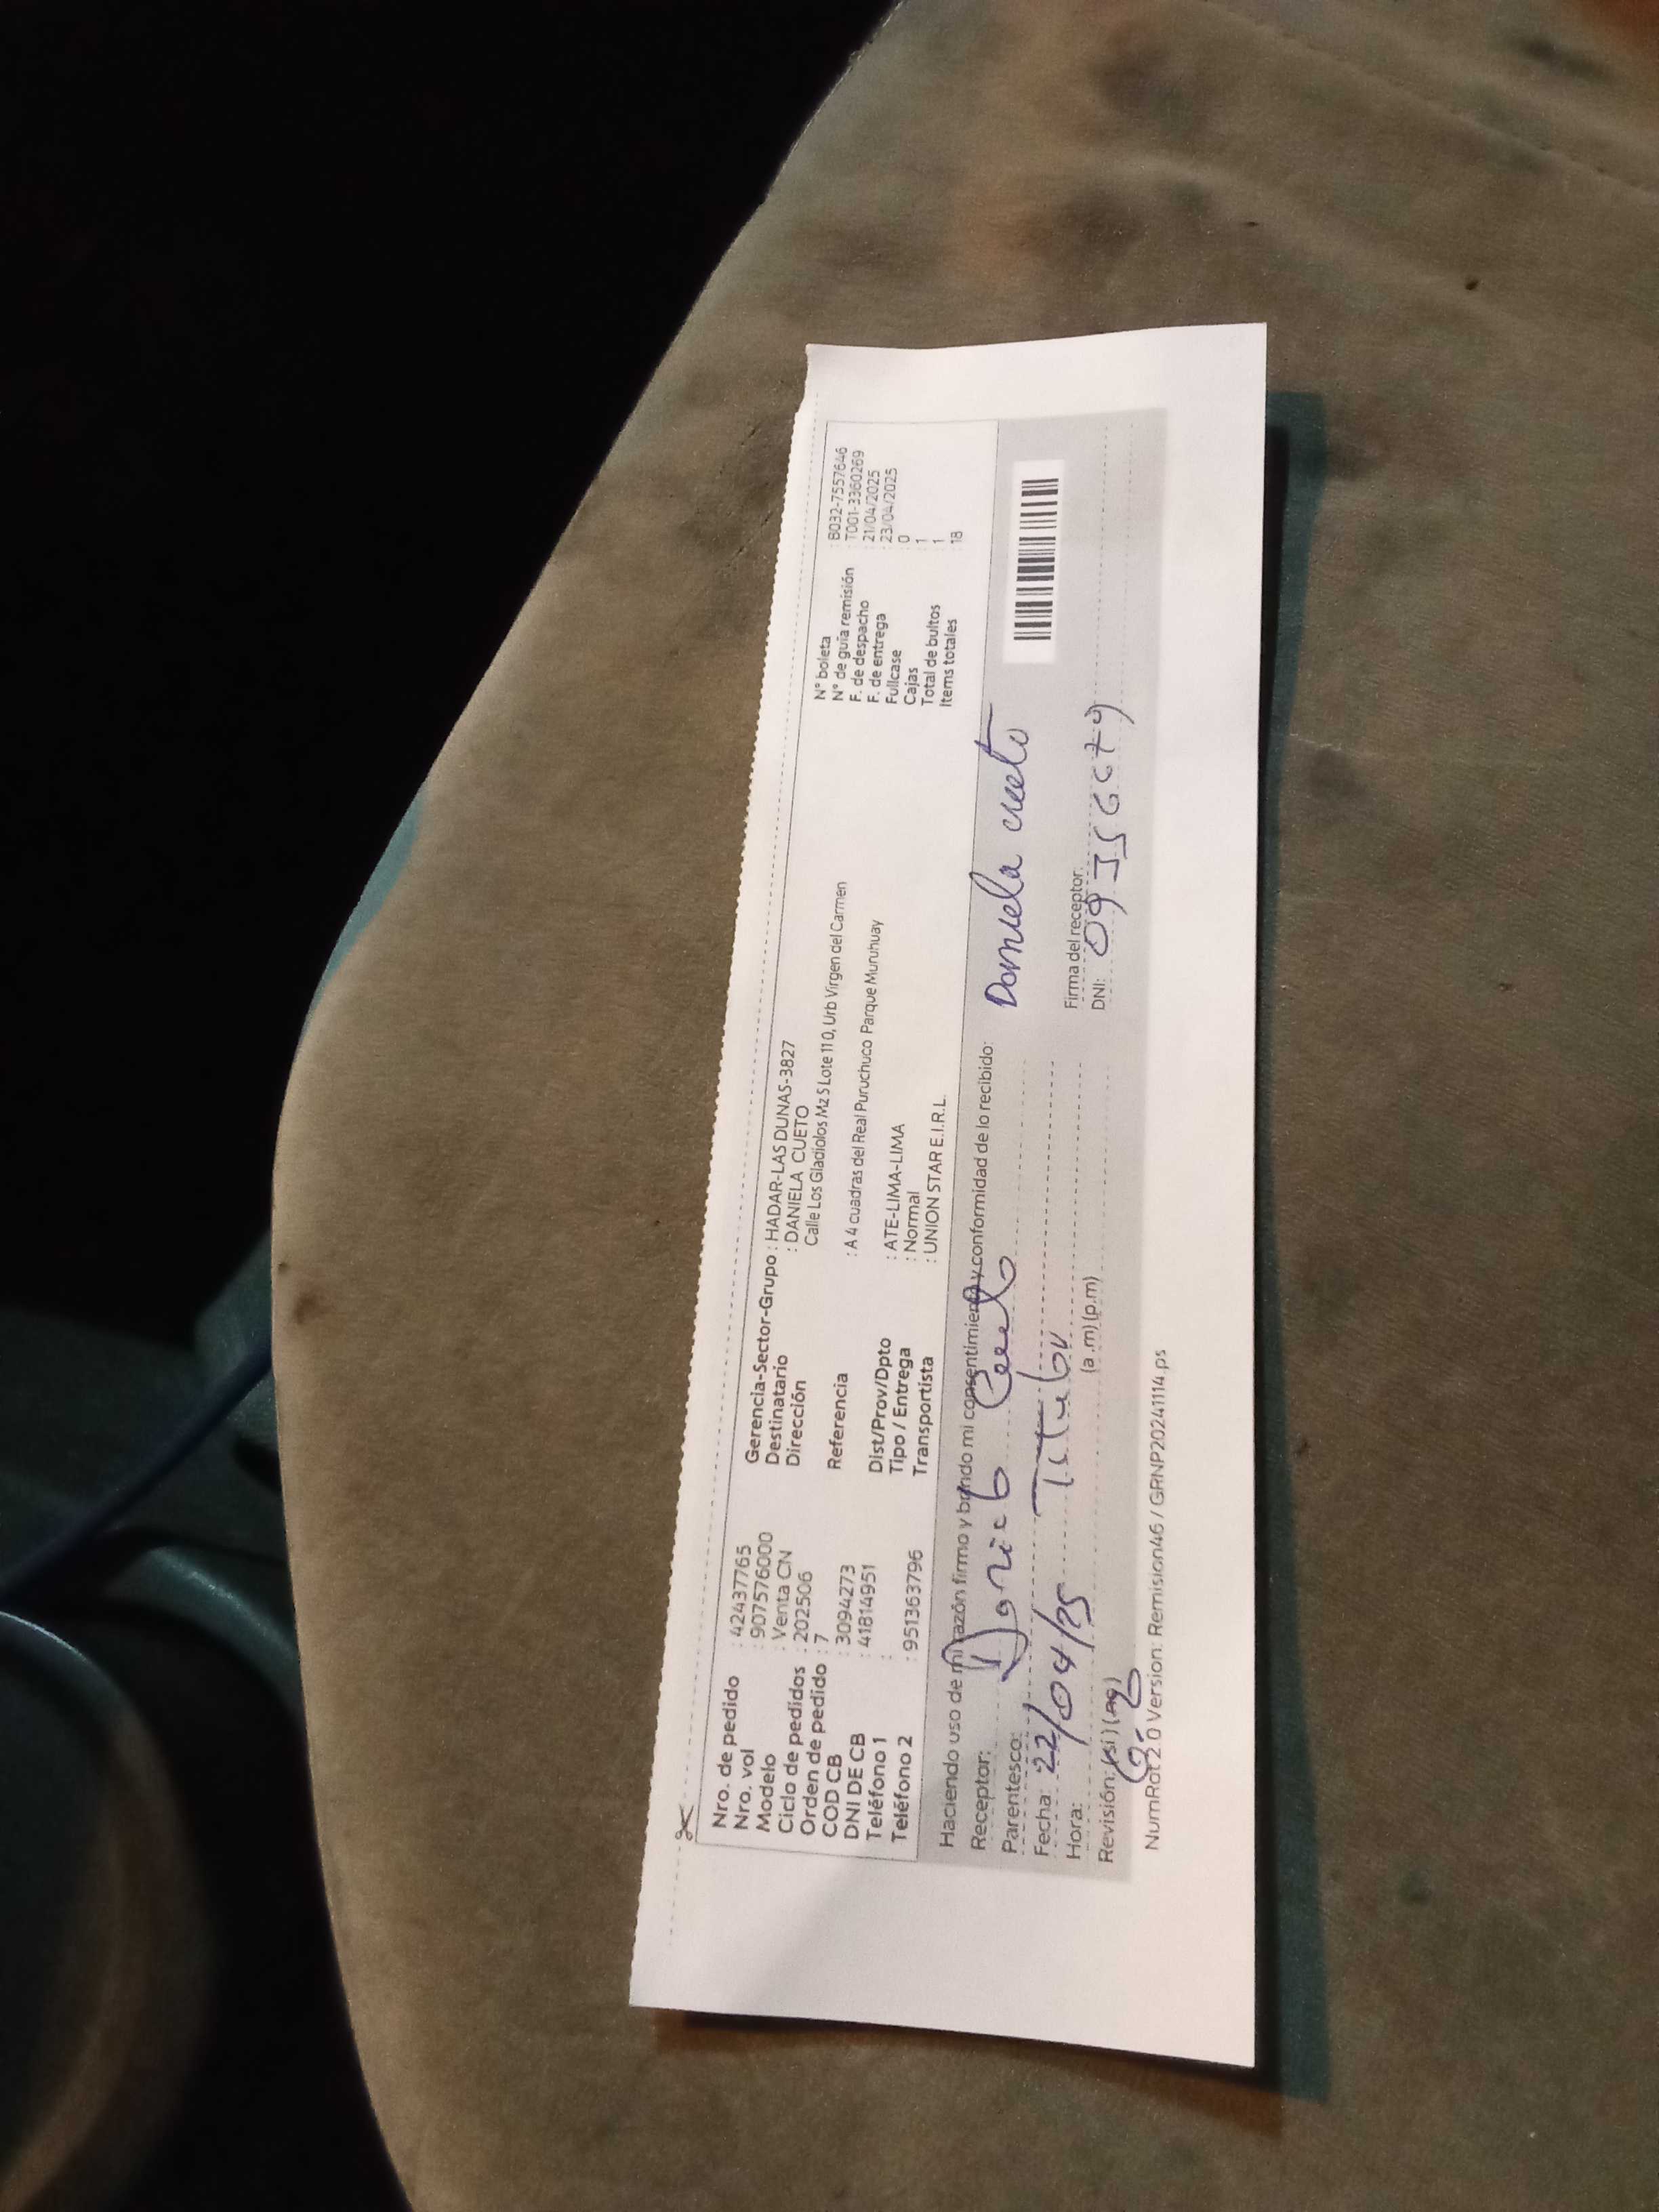 Nro. de pedido : 42437765
Nro. vol : 907576000
Modelo : Venta CN
Ciclo de pedidos : 202506
Orden de pedido : 7
COD CB : 3094273
DNI DE CB : 41814951
Teléfono 1 :
Teléfono 2 : 951363796
Gerencia-Sector-Grupo : HADAR-LAS DUNAS-3827
Destinatario : DANIELA CUETO
Dirección Calle Los Gladiolos Mz S Lote 110, Urb Virgen del Carmen
Referencia : A 4 cuadras del Real Puruchuco Parque Muruhuay
Dist/Prov/Dpto : ATE-LIMA-LIMA
Tipo / Entrega : Normal
Transportista : UNION STAR E.I.R.L.
N° boleta : B032-7557646
N° de guía remisión : T001-3360269
F. de despacho : 21/04/2025
F. de entrega : 23/04/2025
Fullcase : 0
Cajas : 1
Total de bultos : 1
Items totales : 18
Haciendo uso de mi razón firmo y brindo mi consentimiento y conformidad de lo recibido:
Receptor: Daniela Cueto
Parentesco: Titular
Fecha: 22/04/25
Hora: (a.m) (p.m)
Revisión: (si) (no)
Daniela cueto
Firma del receptor:
DNI:
NumRot2.0 Version: Remision46 / GRNP20241114.ps